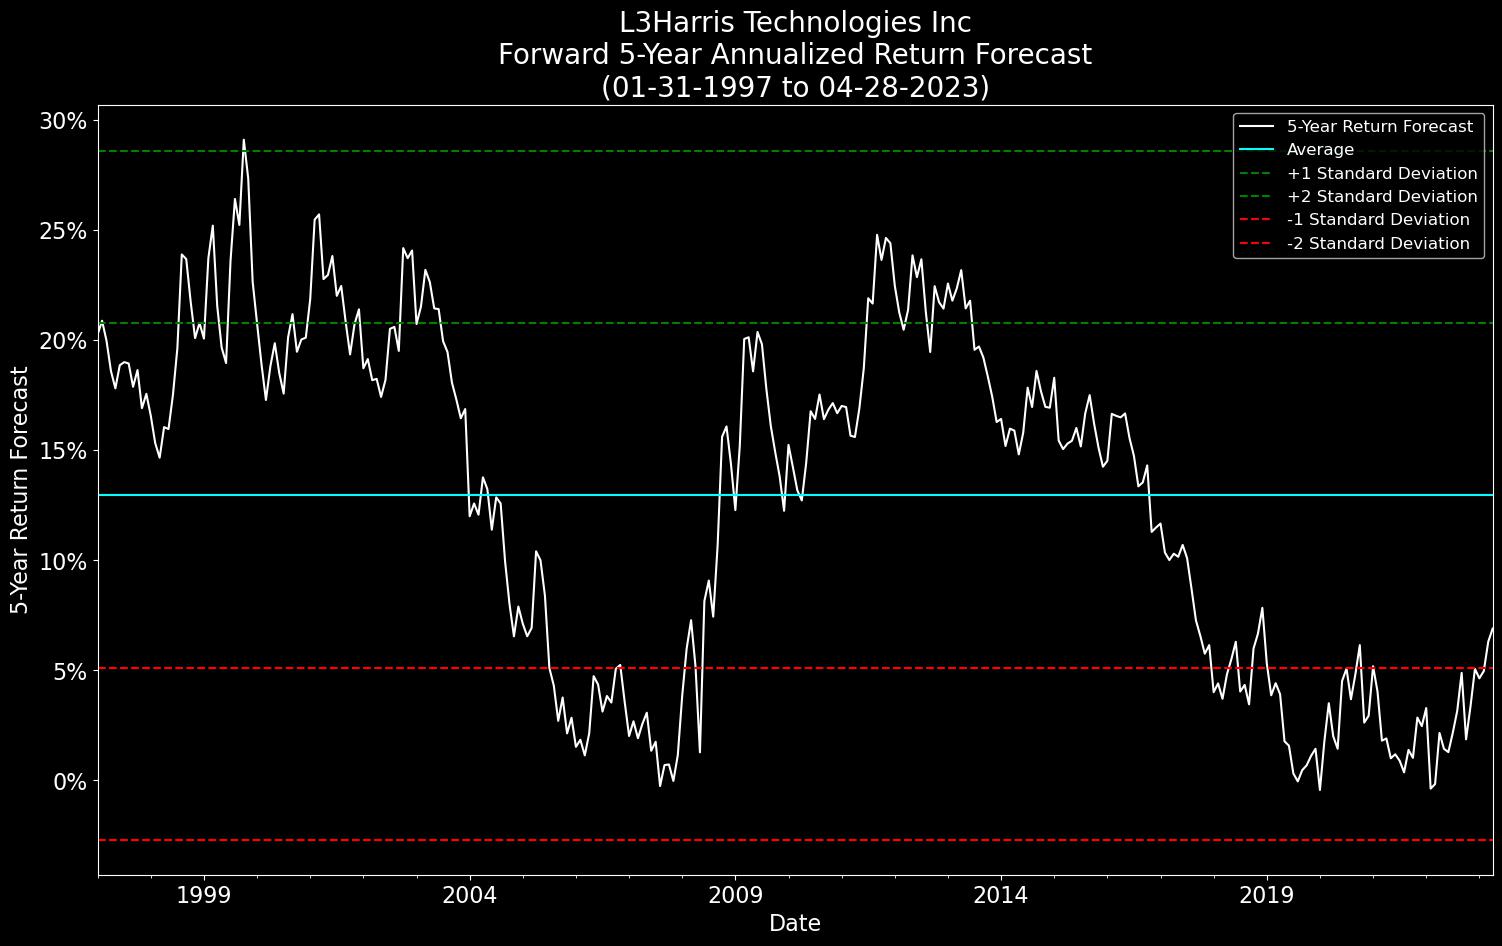 L3Harris Technologies Inc
Forward 5-Year Annualized Return Forecast
(01-31-1997 to 04-28-2023)
30%
25%
20%
15%
10%
5%
0%
5-Year Return Forecast
5-Year Return Forecast
Average
+1 Standard Deviation
+2 Standard Deviation
-1 Standard Deviation
-2 Standard Deviation
1999
2004
2009
2014
2019
Date